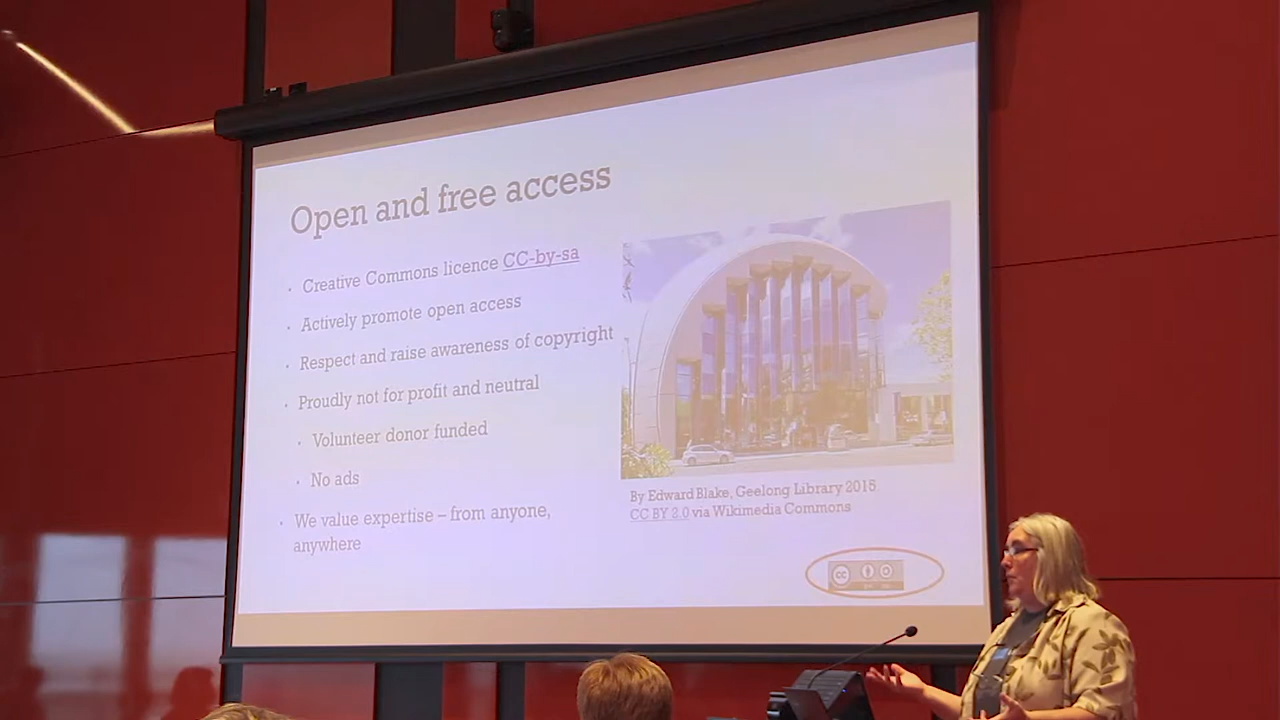 Open and free access
Creative Commons licence CC-by-sa
Actively promote open access
Respect and raise awareness of copyright
Proudly not for profit and neutral
Volunteer donor funded
No ads
We value expertise – from anyone,
anywhere
By Edward Blake, Geelong Library 2015.
CC BY 2.0 via Wikimedia Commons
cc